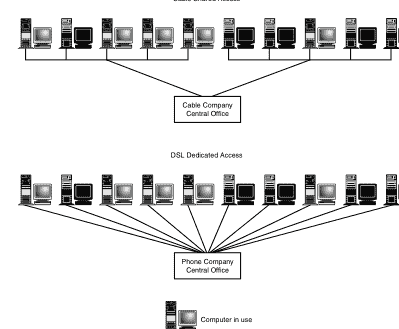 Cable Company
Central Office
DSL Dedicated Access
Phone Company
Central Office
Computer in use